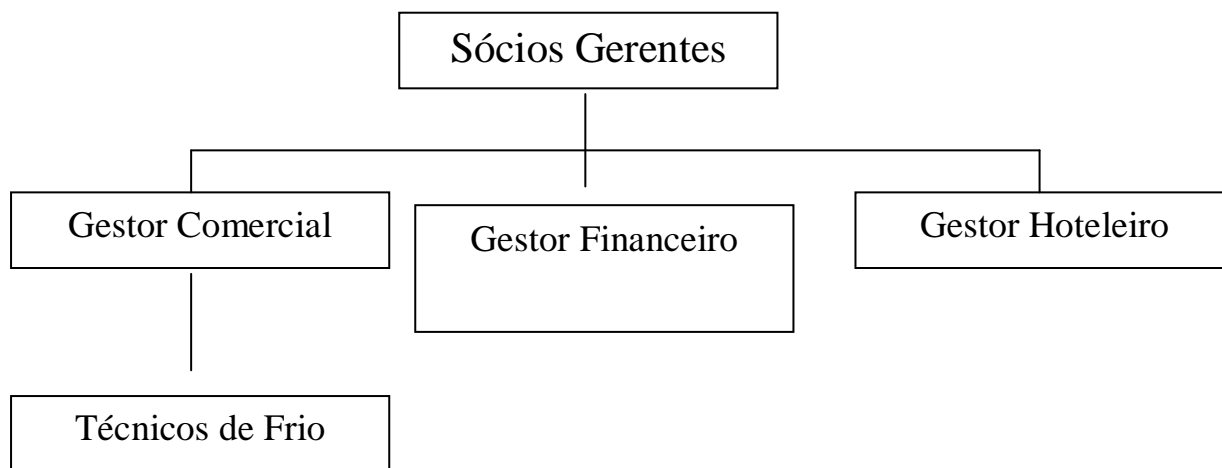 Sócios Gerentes
Gestor Comercial
Gestor Financeiro
Gestor Hoteleiro
Técnicos de Frio